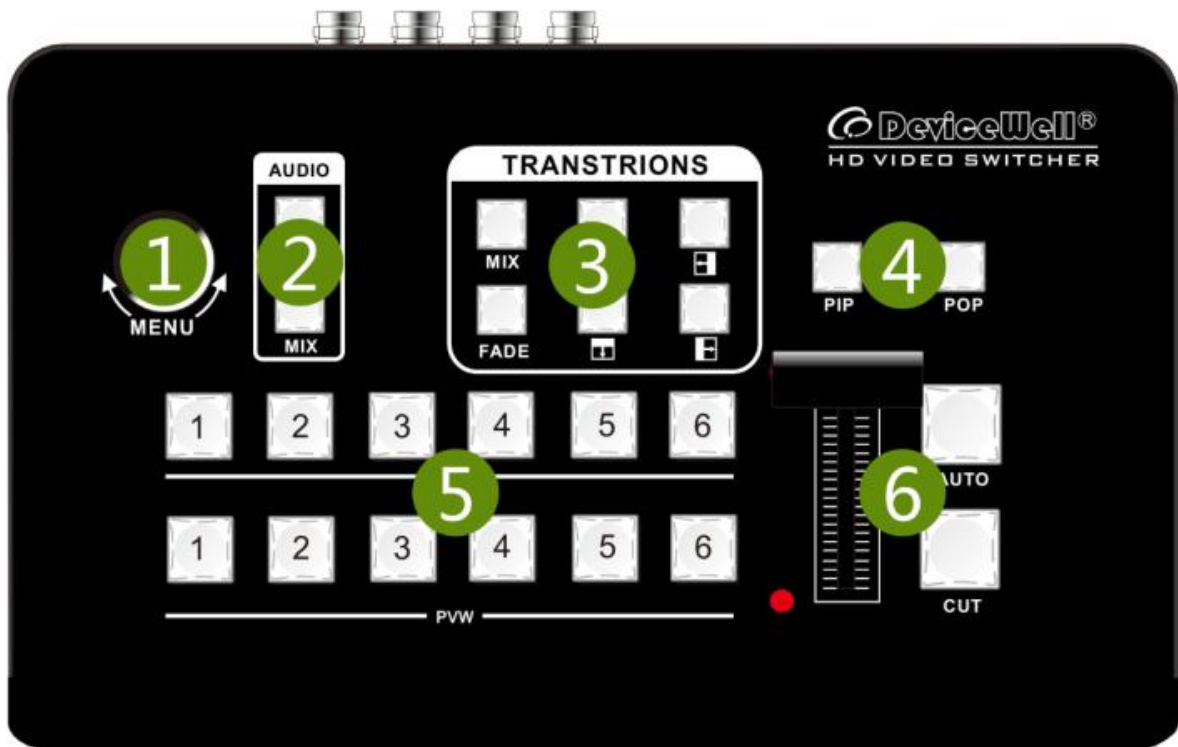 DeviceWell®
HD VIDEO SWITCHER
AUDIO
TRANSTRIONS
1
2
3
4
MIX
PIP
POP
MENU
MIX
FADE
1
2
3
4
5
6
5
6
AUTO
1
2
3
4
5
6
CUT
PVW